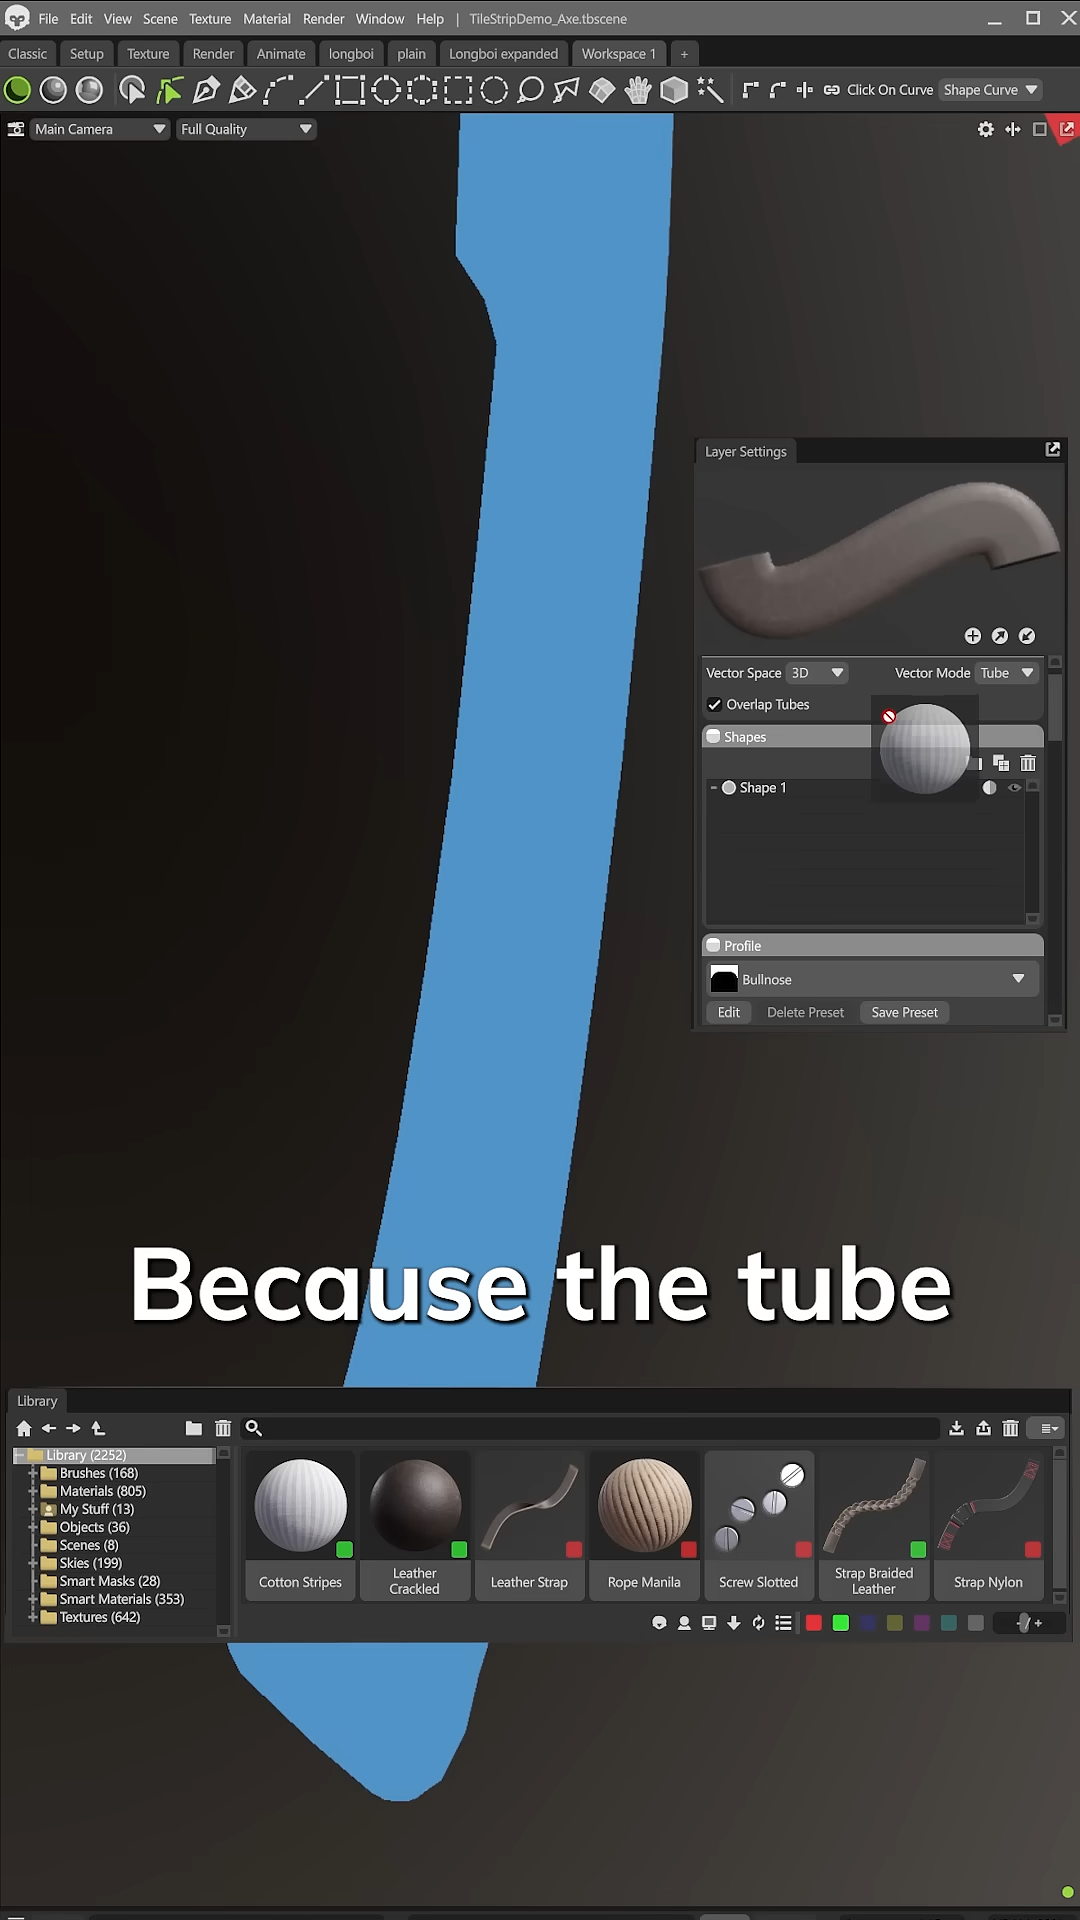 File Edit View Scene Texture Material Render Window Help | TileStripDemo_Axe.tbscene
Classic Setup Texture Render Animate longboi plain Longboi expanded Workspace 1 +
Click On Curve Shape Curve
Main Camera Full Quality
Layer Settings
Vector Space 3D Vector Mode Tube
Overlap Tubes
Shapes
Shape 1
Profile
Bullnose
Edit Delete Preset Save Preset
Because the tube
Library
Library (2252)
Brushes (168)
Materials (805)
My Stuff (13)
Objects (36)
Scenes (8)
Skies (199)
Smart Masks (28)
Smart Materials (353)
Textures (642)
Cotton Stripes
Leather
Crackled
Leather Strap
Rope Manila
Screw Slotted
Strap Braided
Leather
Strap Nylon